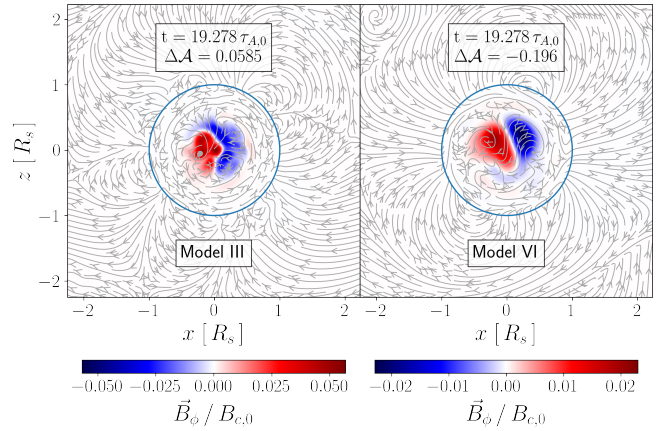 t = 19.278 τ_{A,0}
Δ𝒜 = 0.0585
t = 19.278 τ_{A,0}
Δ𝒜 = −0.196
2
1
0
−1
−2
z [ R_s ]
Model III
Model VI
−2 −1 0 1 2
−2 −1 0 1 2
x [ R_s ]
x [ R_s ]
−0.050 −0.025 0.000 0.025 0.050
−0.02 −0.01 0.00 0.01 0.02
B⃗_ϕ / B_{c,0}
B⃗_ϕ / B_{c,0}